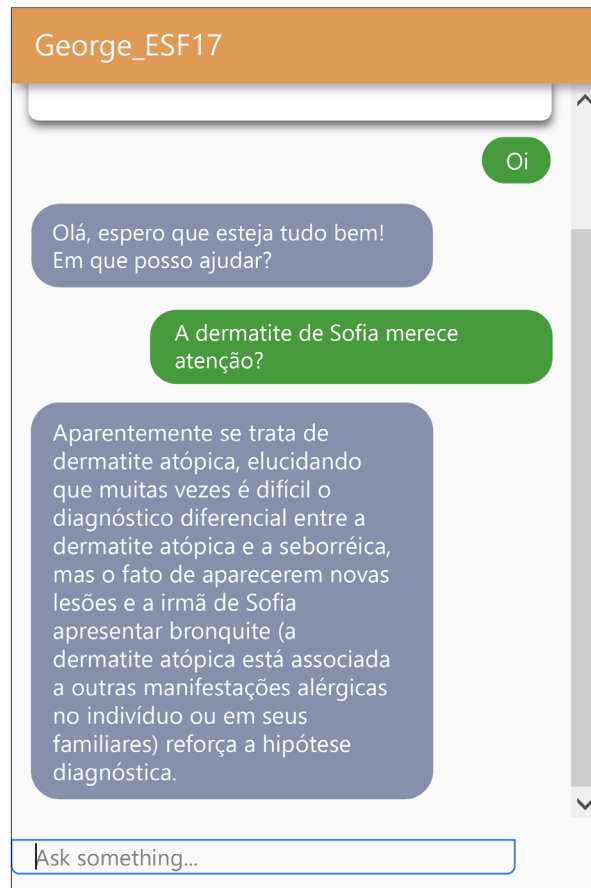 George_ESF17
Oi
Olá, espero que esteja tudo bem!
Em que posso ajudar?
A dermatite de Sofia merece
atenção?
Aparentemente se trata de
dermatite atópica, elucidando
que muitas vezes é difícil o
diagnóstico diferencial entre a
dermatite atópica e a seborréica,
mas o fato de aparecerem novas
lesões e a irmã de Sofia
apresentar bronquite (a
dermatite atópica está associada
a outras manifestações alérgicas
no indivíduo ou em seus
familiares) reforça a hipótese
diagnóstica.
Ask something...